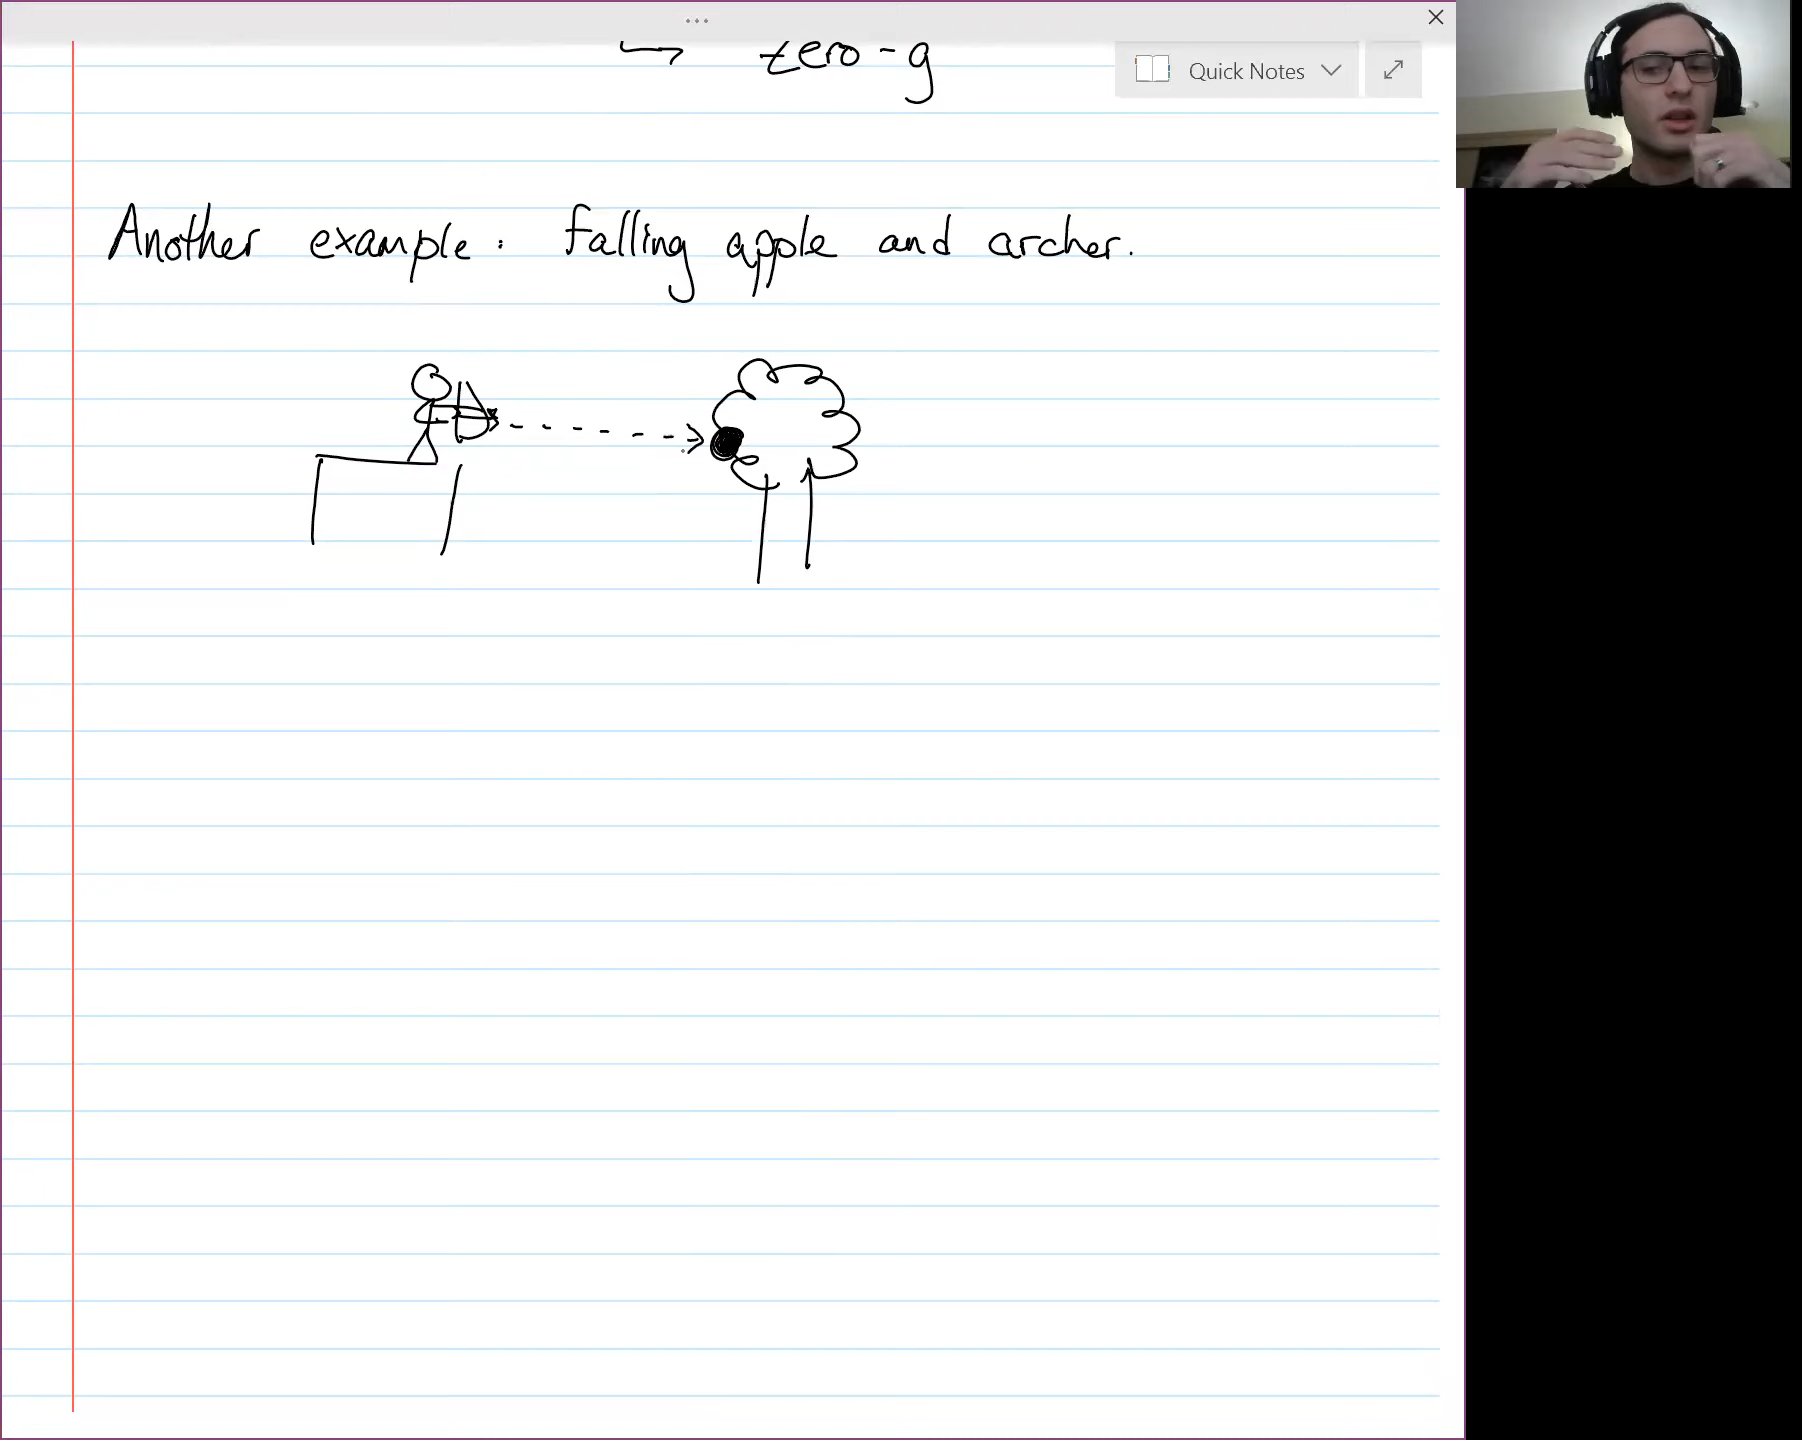 ↳ zero-g
Quick Notes
Another example: falling apple and archer.